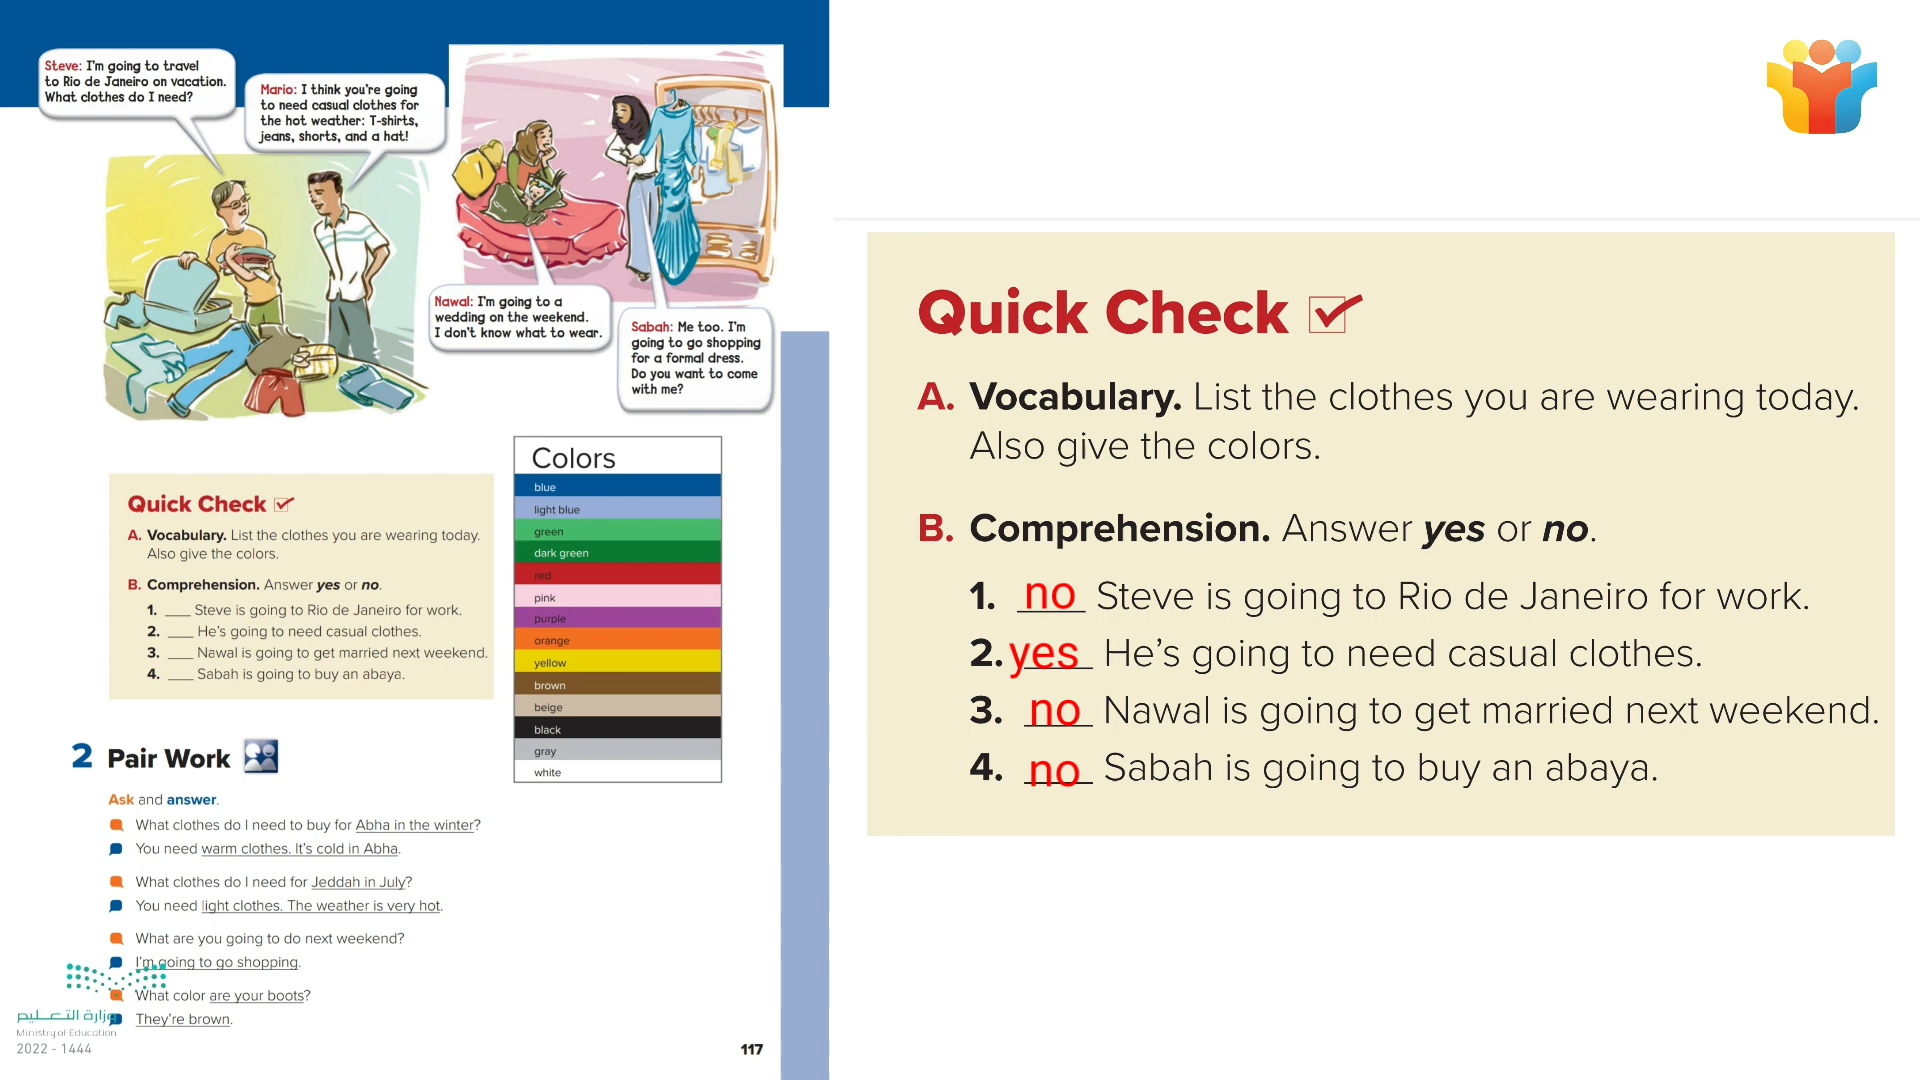 Steve: I'm going to travel
to Rio de Janeiro on vacation.
What clothes do I need?
Mario: I think you're going
to need casual clothes for
the hot weather: T-shirts,
jeans, shorts, and a hat!
Nawal: I'm going to a
wedding on the weekend.
I don't know what to wear.
Sabah: Me too. I'm
going to go shopping
for a formal dress.
Do you want to come
with me?
Quick Check
A. Vocabulary. List the clothes you are wearing today.
Also give the colors.
B. Comprehension. Answer yes or no.
1. ___ Steve is going to Rio de Janeiro for work.
2. ___ He's going to need casual clothes.
3. ___ Nawal is going to get married next weekend.
4. ___ Sabah is going to buy an abaya.
Colors
blue
light blue
green
dark green
red
pink
purple
orange
yellow
brown
beige
black
gray
white
2 Pair Work
Ask and answer.
What clothes do I need to buy for Abha in the winter?
You need warm clothes. It's cold in Abha.
What clothes do I need for Jeddah in July?
You need light clothes. The weather is very hot.
What are you going to do next weekend?
I'm going to go shopping.
What color are your boots?
They're brown.
وزارة التعليم
Ministry of Education
2022 - 1444
117
Quick Check
A. Vocabulary. List the clothes you are wearing today.
Also give the colors.
B. Comprehension. Answer yes or no.
1. no Steve is going to Rio de Janeiro for work.
2. yes He's going to need casual clothes.
3. no Nawal is going to get married next weekend.
4. no Sabah is going to buy an abaya.